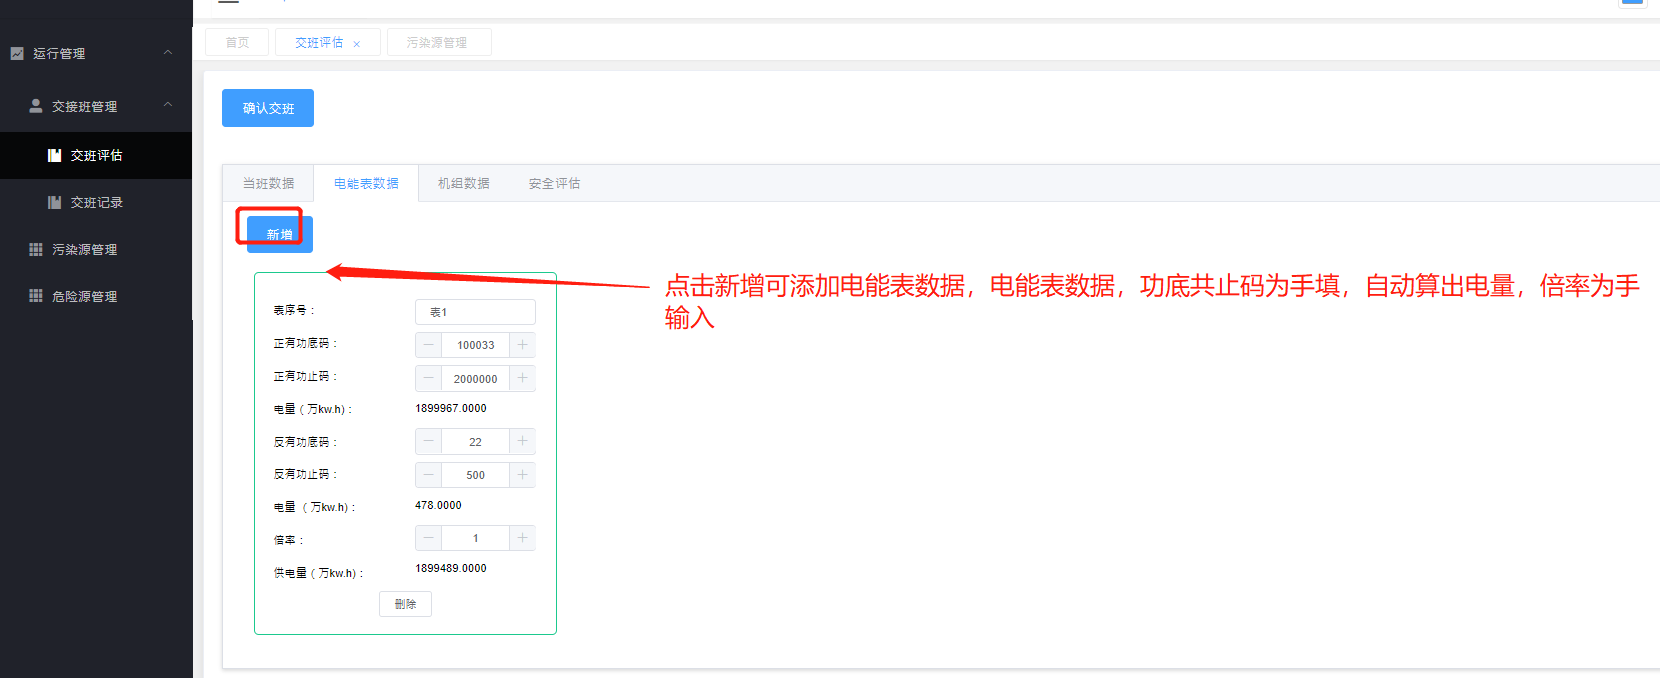 首页 交班评估 × 污染源管理
运行管理
交接班管理
交班评估
交班记录
污染源管理
危险源管理
确认交班
当班数据 电能表数据 机组数据 安全评估
新增
点击新增可添加电能表数据，电能表数据，功底共止码为手填，自动算出电量，倍率为手
输入
表序号： 表1
正有功底码： 100033
正有功止码： 2000000
电量（万kw.h)： 1899967.0000
反有功底码： 22
反有功止码： 500
电量 （万kw.h)： 478.0000
倍率： 1
供电量（万kw.h)： 1899489.0000
删除